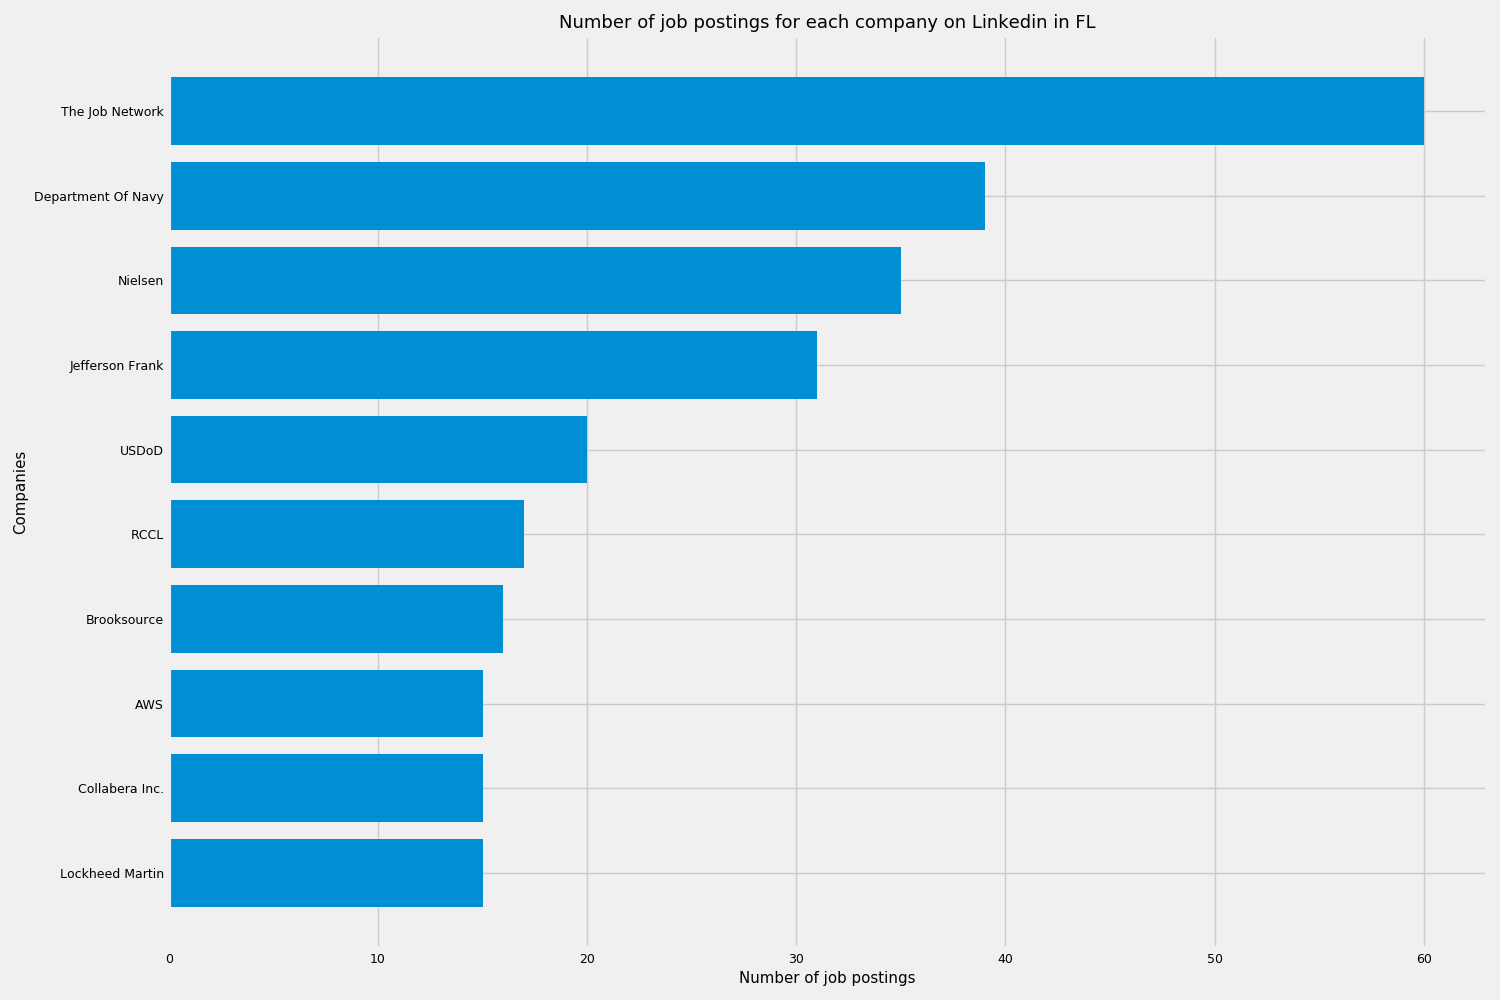 Number of job postings for each company on Linkedin in FL
The Job Network
Department Of Navy
Nielsen
Jefferson Frank
USDoD
RCCL
Brooksource
AWS
Collabera Inc.
Lockheed Martin
Companies
0 10 20 30 40 50 60
Number of job postings